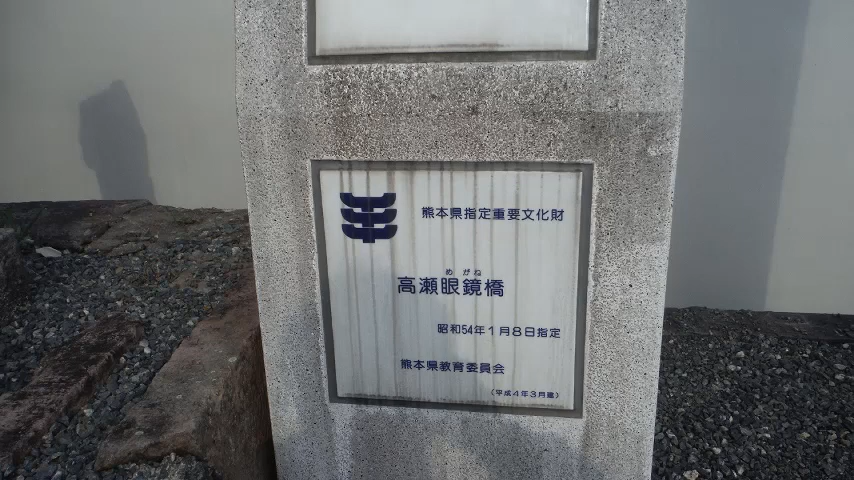 熊本県指定重要文化財
めがね
高瀬眼鏡橋
昭和54年1月8日指定
熊本県教育委員会
(平成4年3月建)